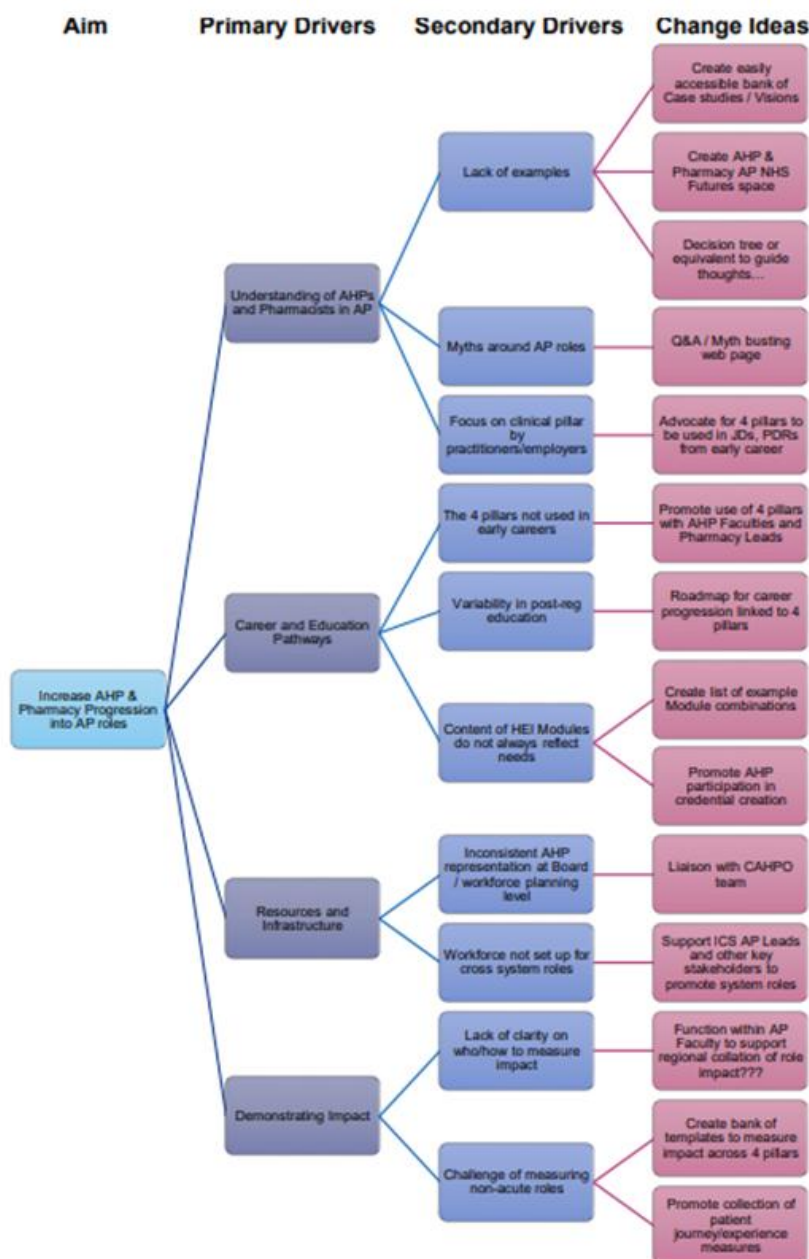 Aim Primary Drivers Secondary Drivers Change Ideas
Create easily
accessible bank of
Case studies / Visions
Lack of examples
Create AHP &
Pharmacy AP NHS
Futures space
Decision tree or
equivalent to guide
thoughts…
Understanding of AHPs
and Pharmacists in AP
Myths around AP roles
Q&A / Myth busting
web page
Focus on clinical pillar
by
practitioners/employers
Advocate for 4 pillars to
be used in JDs, PDRs
from early career
The 4 pillars not used in
early careers
Promote use of 4 pillars
with AHP Faculties and
Pharmacy Leads
Career and Education
Pathways
Variability in post-reg
education
Roadmap for career
progression linked to 4
pillars
Increase AHP &
Pharmacy Progression
into AP roles
Content of HEI Modules
do not always reflect
needs
Create list of example
Module combinations
Promote AHP
participation in
credential creation
Resources and
Infrastructure
Inconsistent AHP
representation at Board
/ workforce planning
level
Liaison with CAHPO
team
Workforce not set up for
cross system roles
Support ICS AP Leads
and other key
stakeholders to
promote system roles
Demonstrating Impact
Lack of clarity on
who/how to measure
impact
Function within AP
Faculty to support
regional collation of role
impact???
Challenge of measuring
non-acute roles
Create bank of
templates to measure
impact across 4 pillars
Promote collection of
patient
journey/experience
measures